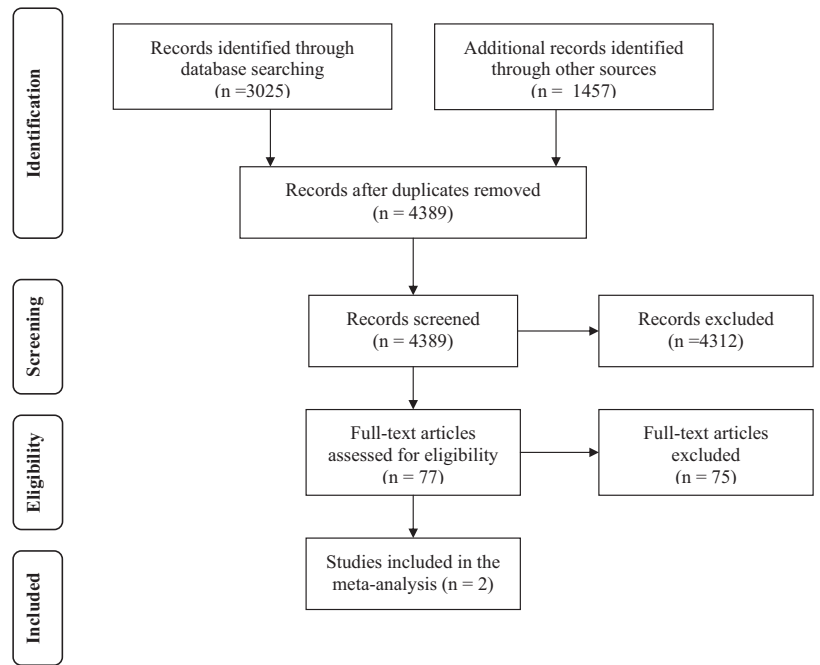 Identification
Records identified through
database searching
(n =3025)
Additional records identified
through other sources
(n = 1457)
Records after duplicates removed
(n = 4389)
Screening
Records screened
(n = 4389)
Records excluded
(n =4312)
Eligibility
Full-text articles
assessed for eligibility
(n = 77)
Full-text articles
excluded
(n = 75)
Included
Studies included in the
meta-analysis (n = 2)